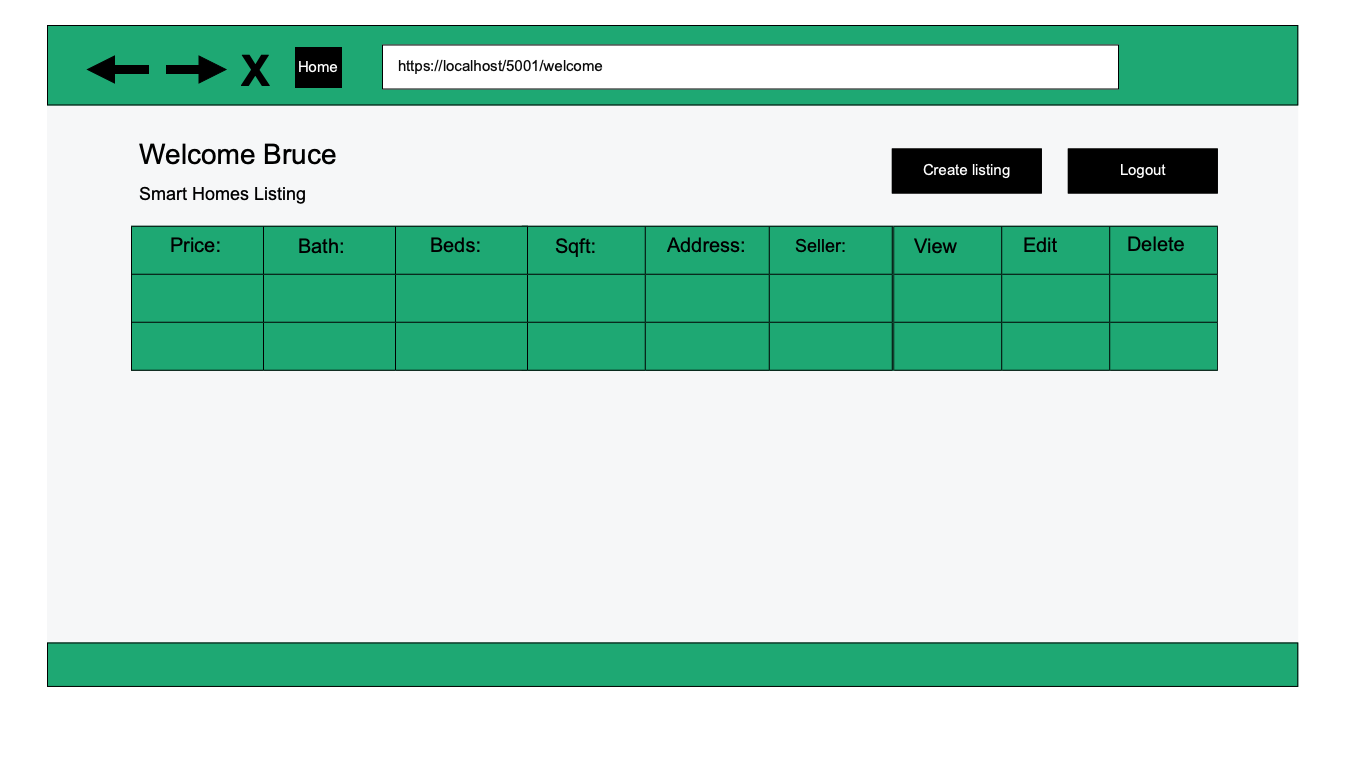 X
Home
https://localhost/5001/welcome
Welcome Bruce
Create listing
Logout
Smart Homes Listing
Price: Bath: Beds: Sqft: Address: Seller: View Edit Delete